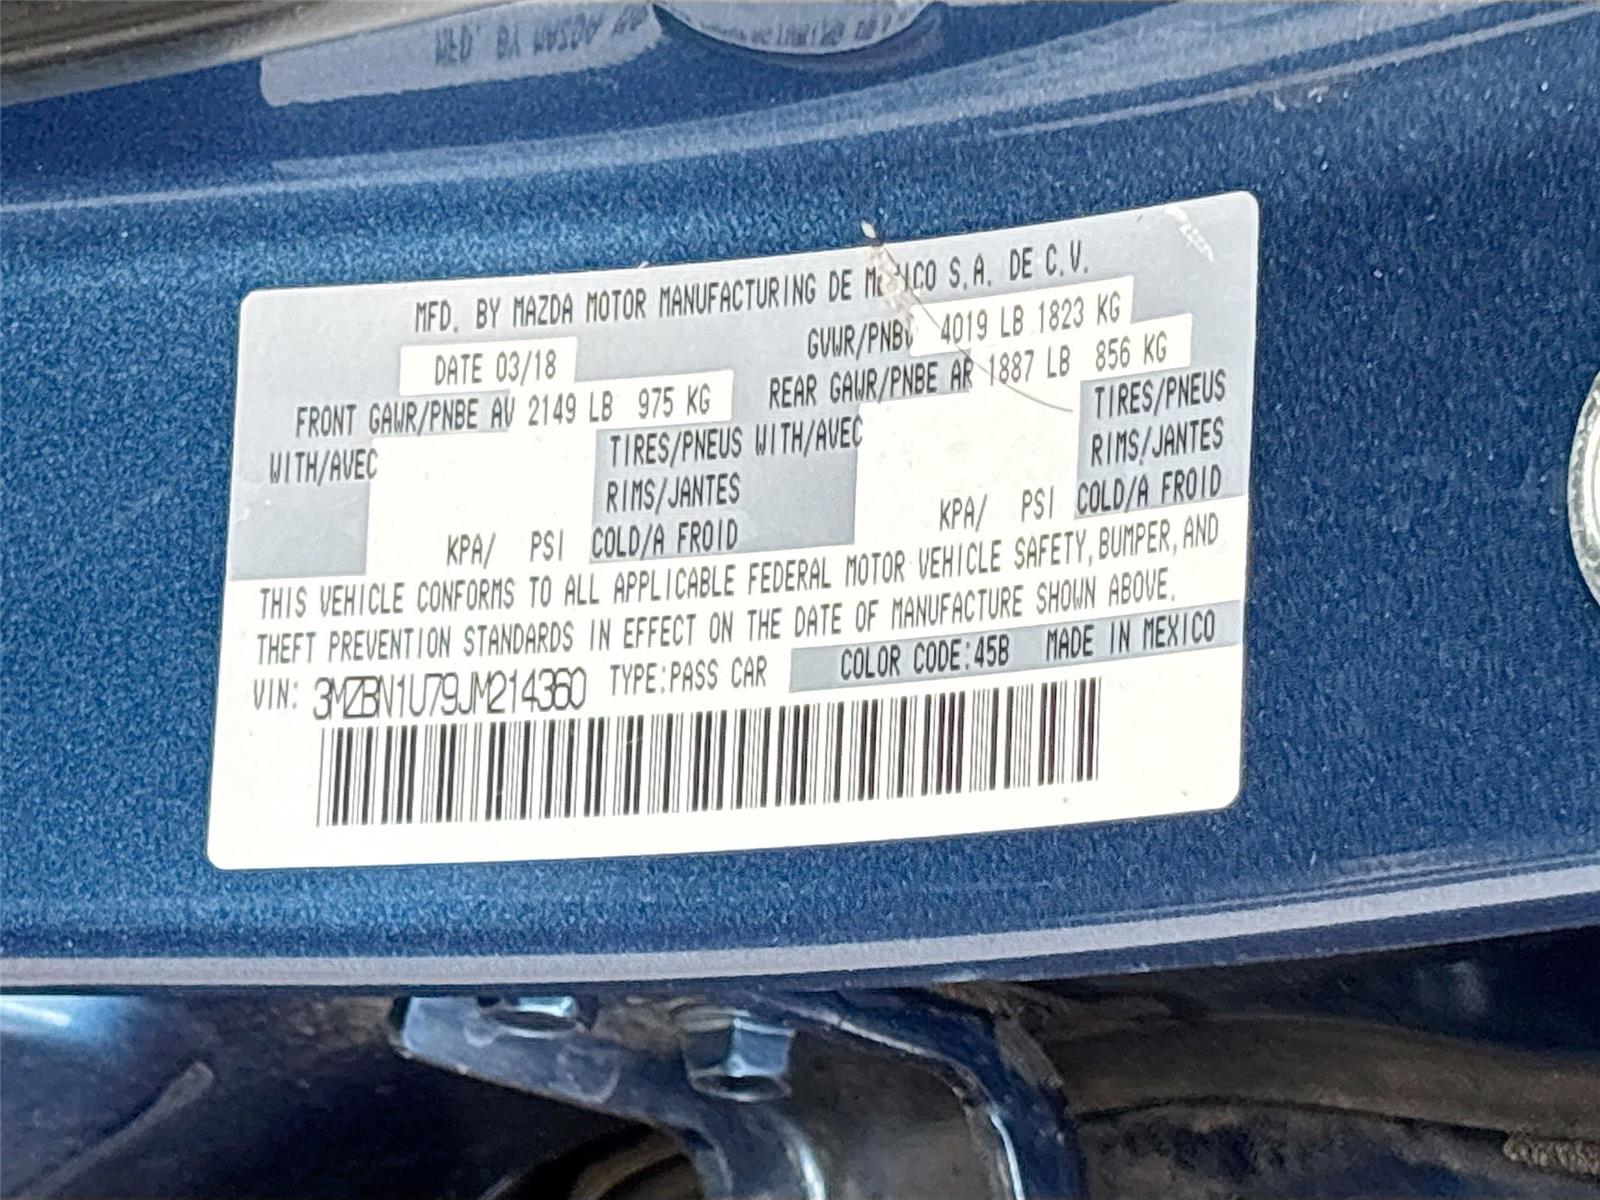 MFD. BY MAZDA MOTOR MANUFACTURING DE MEXICO S.A. DE C.V.
DATE 03/18 GVWR/PNBV 4019 LB 1823 KG
FRONT GAWR/PNBE AV 2149 LB 975 KG REAR GAWR/PNBE AR 1887 LB 856 KG
WITH/AVEC TIRES/PNEUS WITH/AVEC TIRES/PNEUS
RIMS/JANTES RIMS/JANTES
KPA/ PSI COLD/A FROID KPA/ PSI COLD/A FROID
THIS VEHICLE CONFORMS TO ALL APPLICABLE FEDERAL MOTOR VEHICLE SAFETY, BUMPER, AND
THEFT PREVENTION STANDARDS IN EFFECT ON THE DATE OF MANUFACTURE SHOWN ABOVE.
VIN: 3MZBN1U79JM214360 TYPE:PASS CAR COLOR CODE:45B MADE IN MEXICO